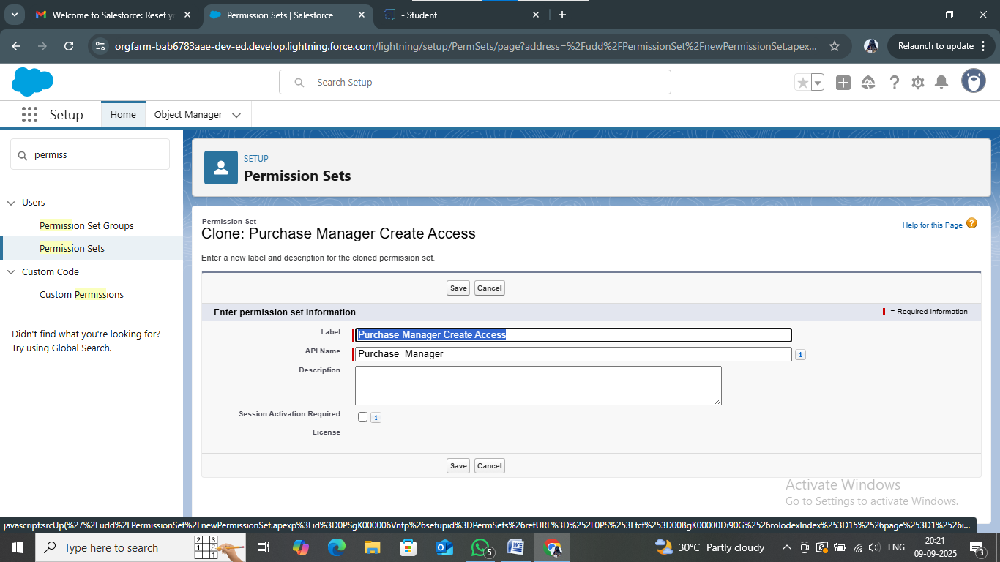 Welcome to Salesforce: Reset yo
Permission Sets | Salesforce
- Student
orgfarm-bab6783aae-dev-ed.develop.lightning.force.com/lightning/setup/PermSets/page?address=%2Fudd%2FPermissionSet%2FnewPermissionSet.apex...
Relaunch to update
Search Setup
Setup
Home
Object Manager
permiss
Users
Permission Set Groups
Permission Sets
Custom Code
Custom Permissions
Didn't find what you're looking for?
Try using Global Search.
SETUP
Permission Sets
Permission Set
Clone: Purchase Manager Create Access
Help for this Page ?
Enter a new label and description for the cloned permission set.
Save Cancel
Enter permission set information
= Required Information
Label
Purchase Manager Create Access
API Name
Purchase_Manager
i
Description
Session Activation Required
i
License
Save Cancel
Activate Windows
Go to Settings to activate Windows.
javascript:srcUp(%27%2Fudd%2FPermissionSet%2FnewPermissionSet.apexp%3Fid%3D0PSgK000006Vntp%26setupid%3DPermSets%26retURL%3D%252F0PS%253Ffcf%253D00BgK00000Di90G%2526rolodexIndex%253D15%2526page%253D1%2526i...
Type here to search
2 3
1 2
1
5
30°C Partly cloudy
ENG
20:21
09-09-2025
3